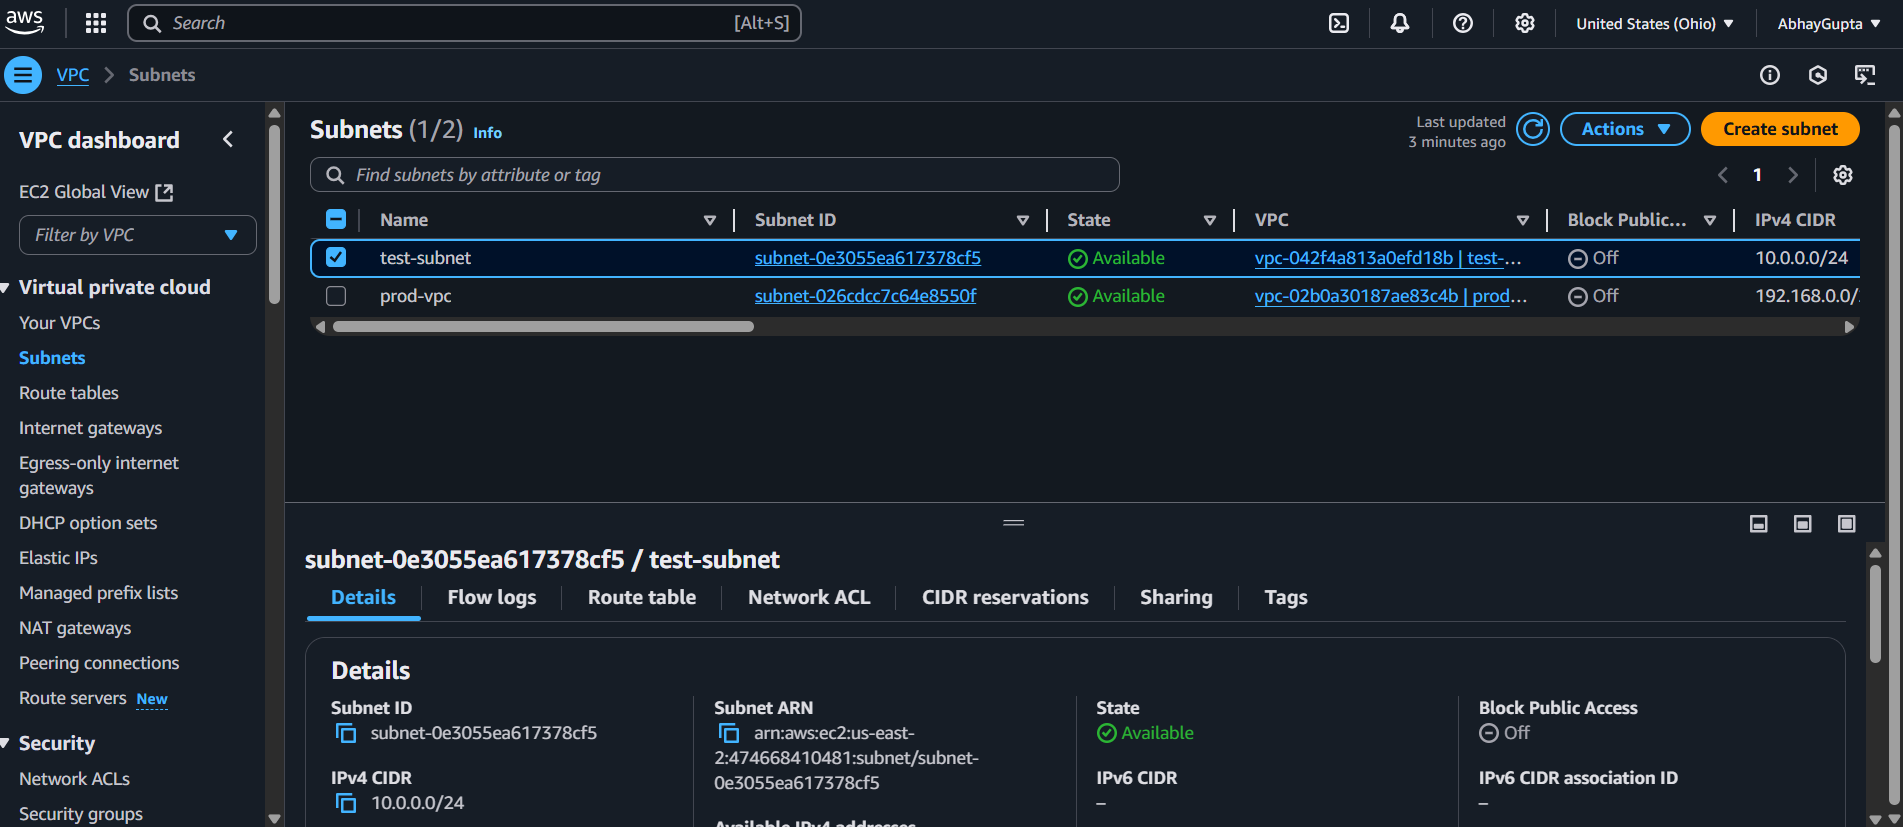 aws
Search
[Alt+S]
United States (Ohio)
AbhayGupta
VPC
Subnets
VPC dashboard
EC2 Global View
Filter by VPC
Virtual private cloud
Your VPCs
Subnets
Route tables
Internet gateways
Egress-only internet
gateways
DHCP option sets
Elastic IPs
Managed prefix lists
NAT gateways
Peering connections
Route servers New
Security
Network ACLs
Security groups
Subnets (1/2) Info
Last updated
3 minutes ago
Actions
Create subnet
Find subnets by attribute or tag
1
Name Subnet ID State VPC Block Public... IPv4 CIDR
test-subnet subnet-0e3055ea617378cf5 Available vpc-042f4a813a0efd18b | test-... Off 10.0.0.0/24
prod-vpc subnet-026cdcc7c64e8550f Available vpc-02b0a30187ae83c4b | prod... Off 192.168.0.0/
subnet-0e3055ea617378cf5 / test-subnet
Details Flow logs Route table Network ACL CIDR reservations Sharing Tags
Details
Subnet ID
subnet-0e3055ea617378cf5
IPv4 CIDR
10.0.0.0/24
Subnet ARN
arn:aws:ec2:us-east-
2:474668410481:subnet/subnet-
0e3055ea617378cf5
Available IPv4 addresses
State
Available
IPv6 CIDR
–
Block Public Access
Off
IPv6 CIDR association ID
–